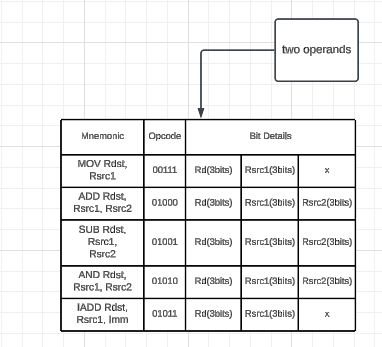 two operands
Mnemonic Opcode Bit Details
MOV Rdst,
Rsrc1
00111 Rd(3bits) Rsrc1(3bits) x
ADD Rdst,
Rsrc1, Rsrc2
01000 Rd(3bits) Rsrc1(3bits) Rsrc2(3bits)
SUB Rdst,
Rsrc1,
Rsrc2
01001 Rd(3bits) Rsrc1(3bits) Rsrc2(3bits)
AND Rdst,
Rsrc1, Rsrc2
01010 Rd(3bits) Rsrc1(3bits) Rsrc2(3bits)
IADD Rdst,
Rsrc1, Imm
01011 Rd(3bits) Rsrc1(3bits) x